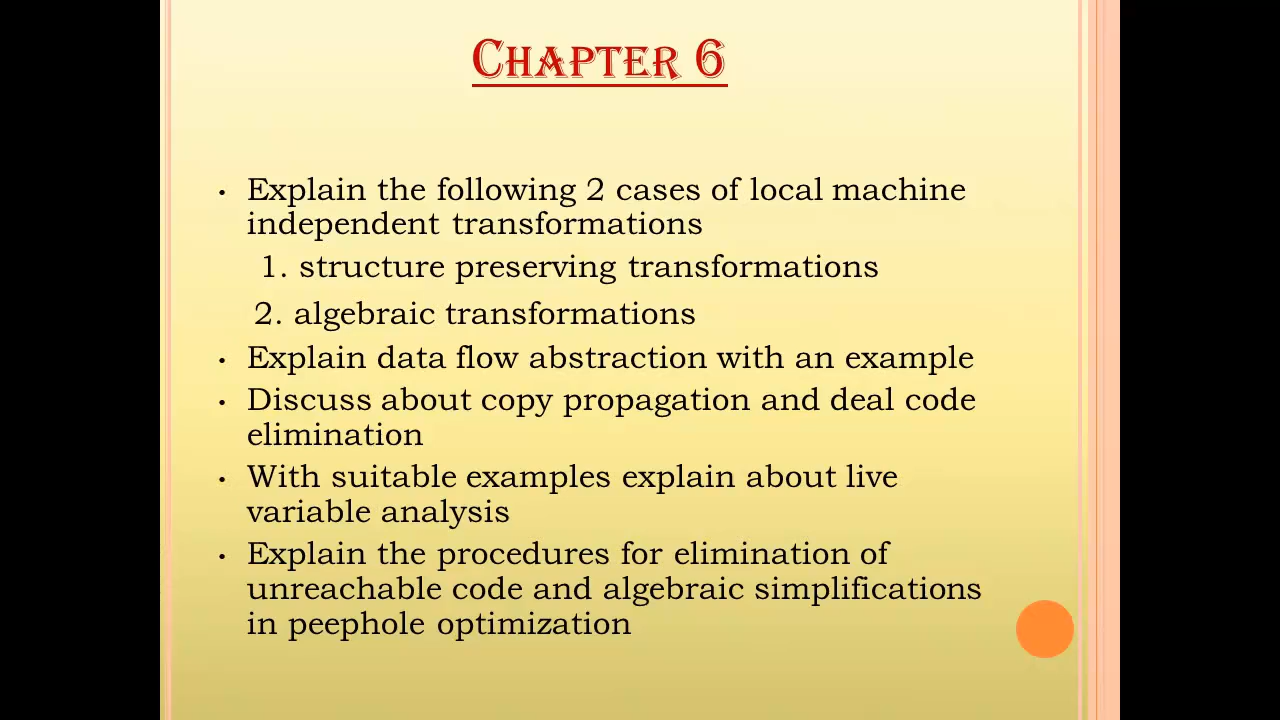 Chapter 6
• Explain the following 2 cases of local machine
independent transformations
1. structure preserving transformations
2. algebraic transformations
• Explain data flow abstraction with an example
• Discuss about copy propagation and deal code
elimination
• With suitable examples explain about live
variable analysis
• Explain the procedures for elimination of
unreachable code and algebraic simplifications
in peephole optimization